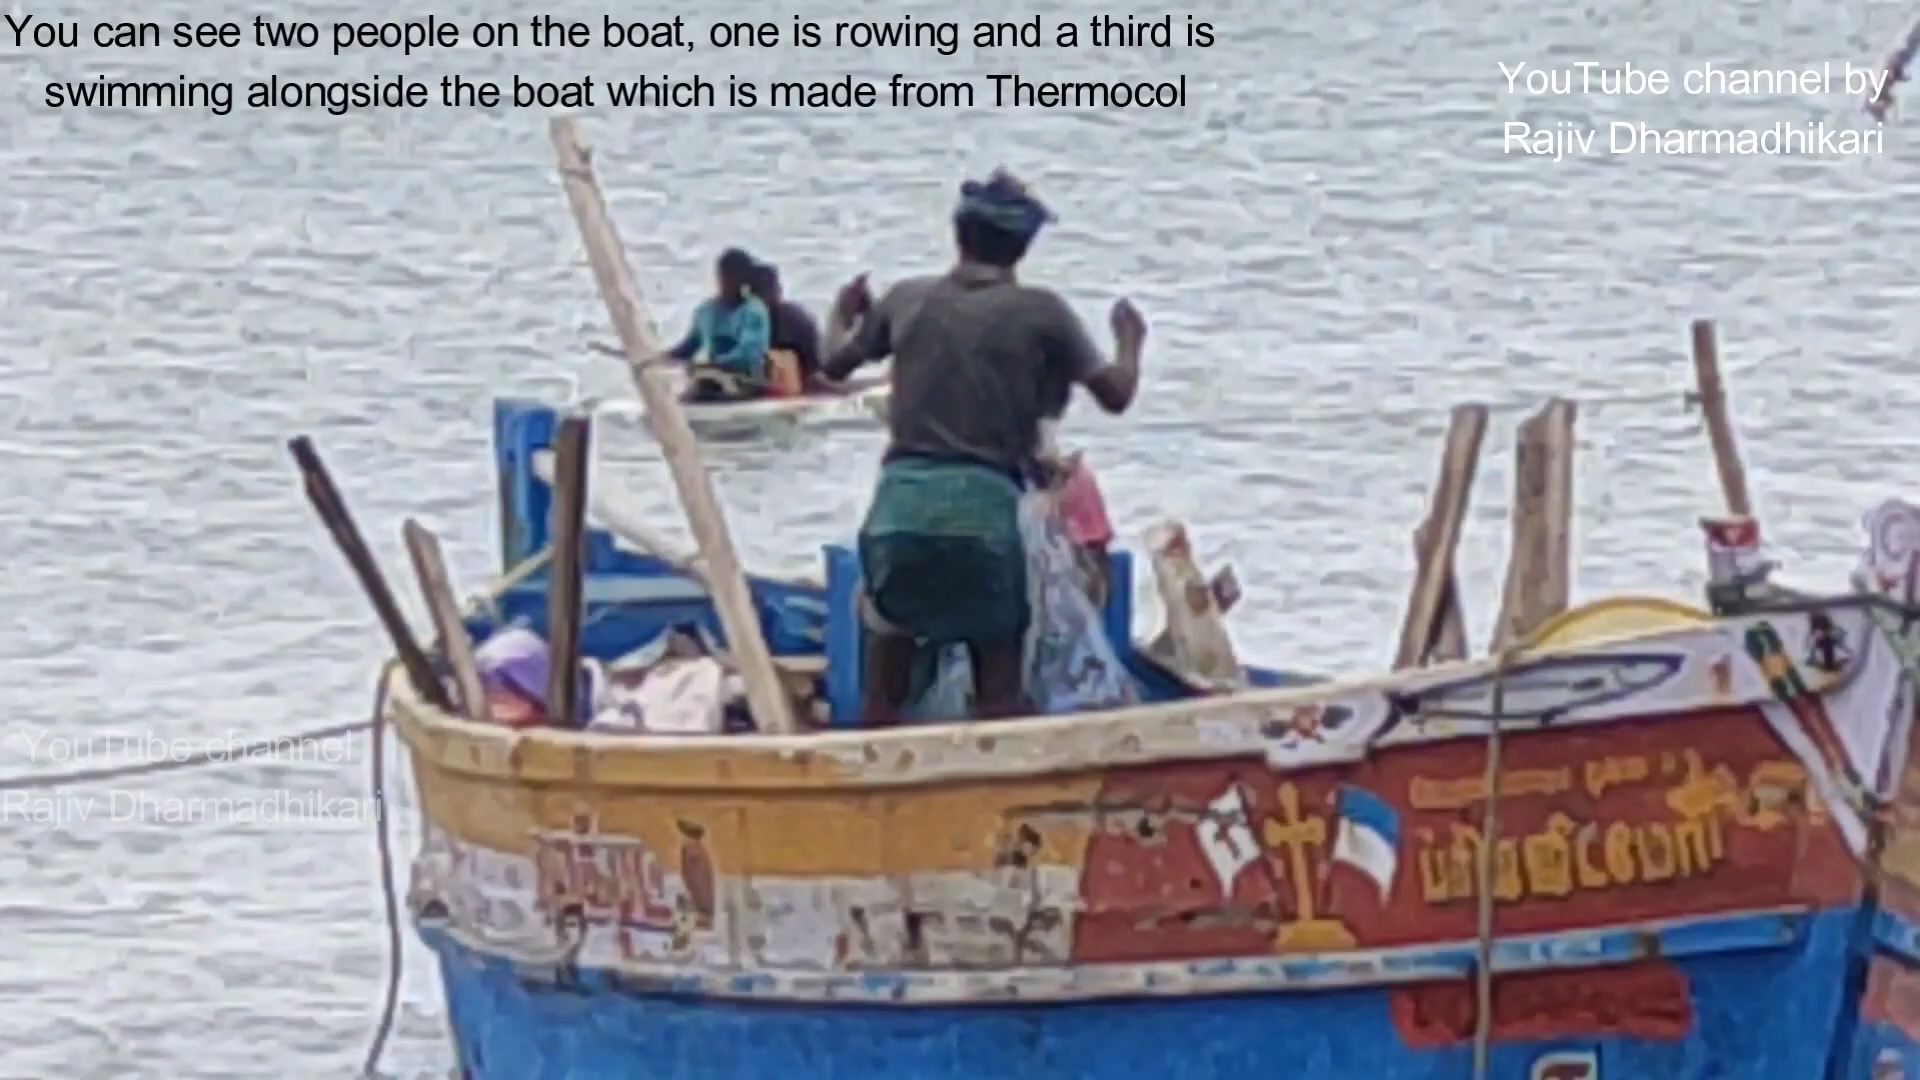 You can see two people on the boat, one is rowing and a third is
swimming alongside the boat which is made from Thermocol
YouTube channel by
Rajiv Dharmadhikari
YouTube channel
Rajiv Dharmadhikari